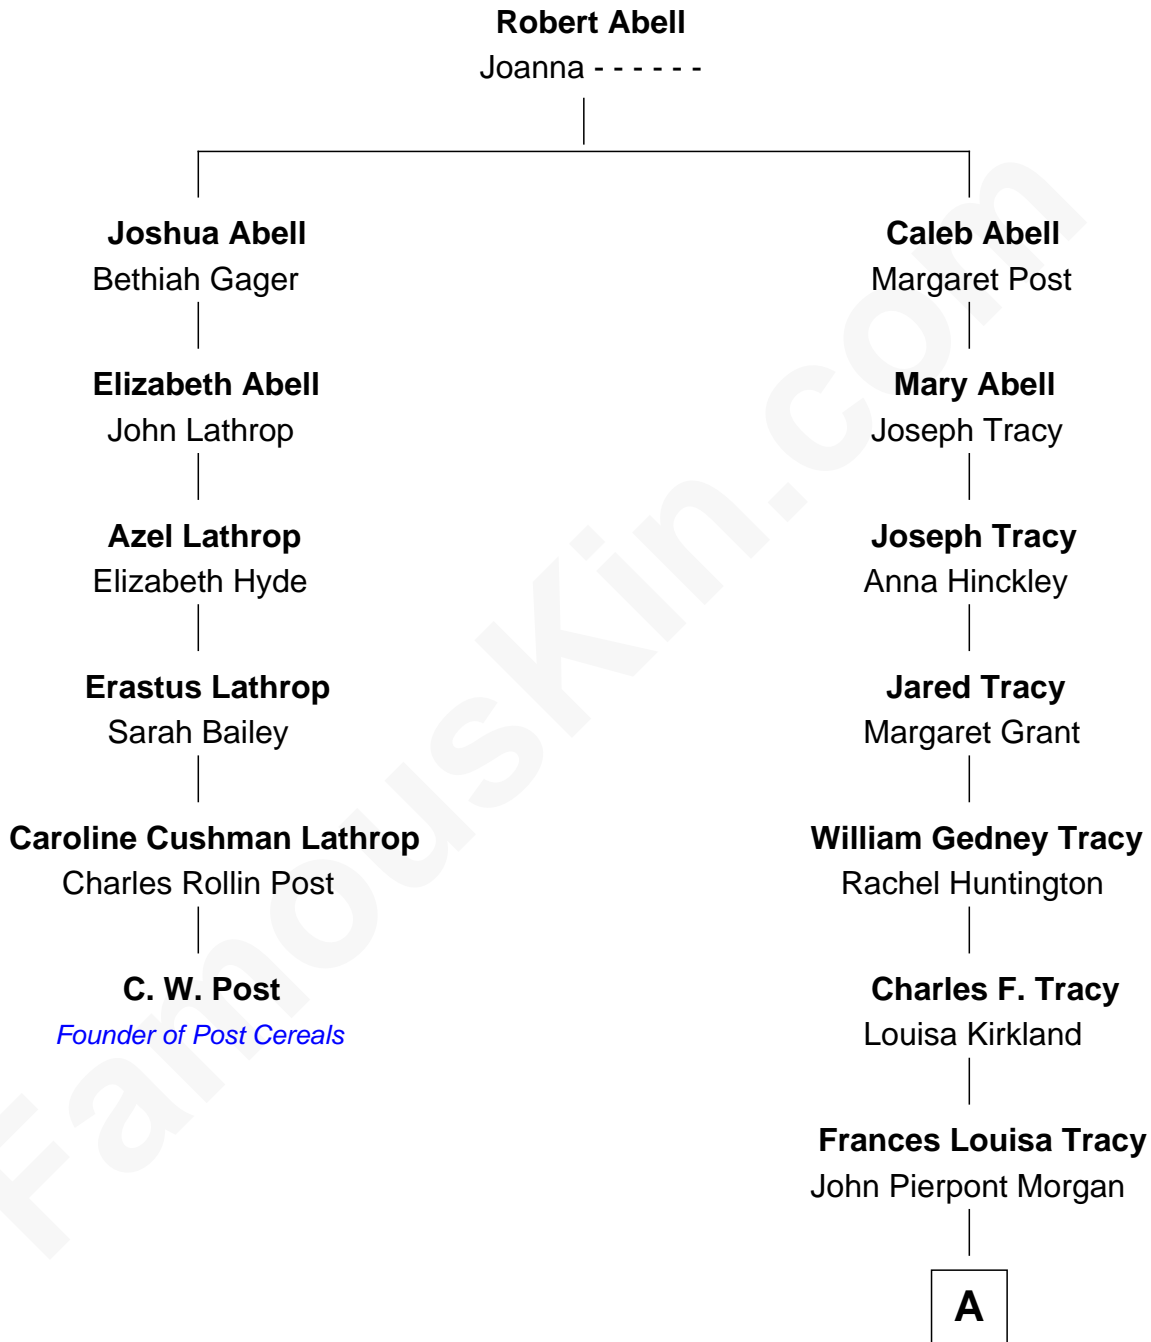 Robert Abell
Joanna - - - - - -
Joshua Abell
Bethiah Gager
Caleb Abell
Margaret Post
Elizabeth Abell
John Lathrop
Mary Abell
Joseph Tracy
Azel Lathrop
Elizabeth Hyde
Joseph Tracy
Anna Hinckley
Erastus Lathrop
Sarah Bailey
Jared Tracy
Margaret Grant
Caroline Cushman Lathrop
Charles Rollin Post
William Gedney Tracy
Rachel Huntington
C. W. Post
Founder of Post Cereals
Charles F. Tracy
Louisa Kirkland
Frances Louisa Tracy
John Pierpont Morgan
A
FamousKin.com